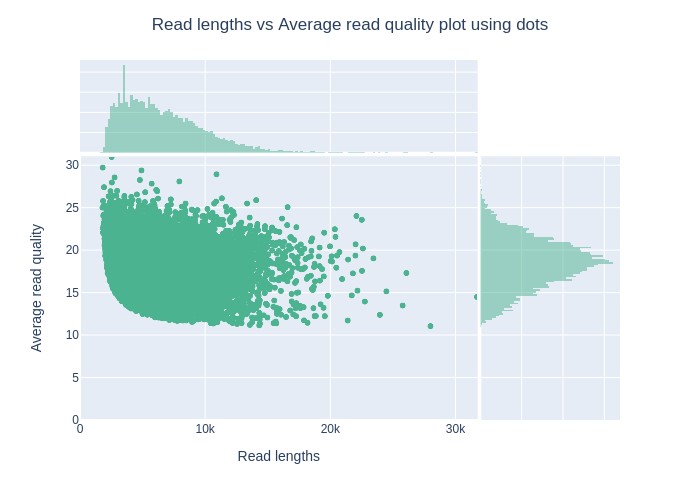 Read lengths vs Average read quality plot using dots
30
25
20
15
10
5
0
Average read quality
0
10k
20k
30k
Read lengths